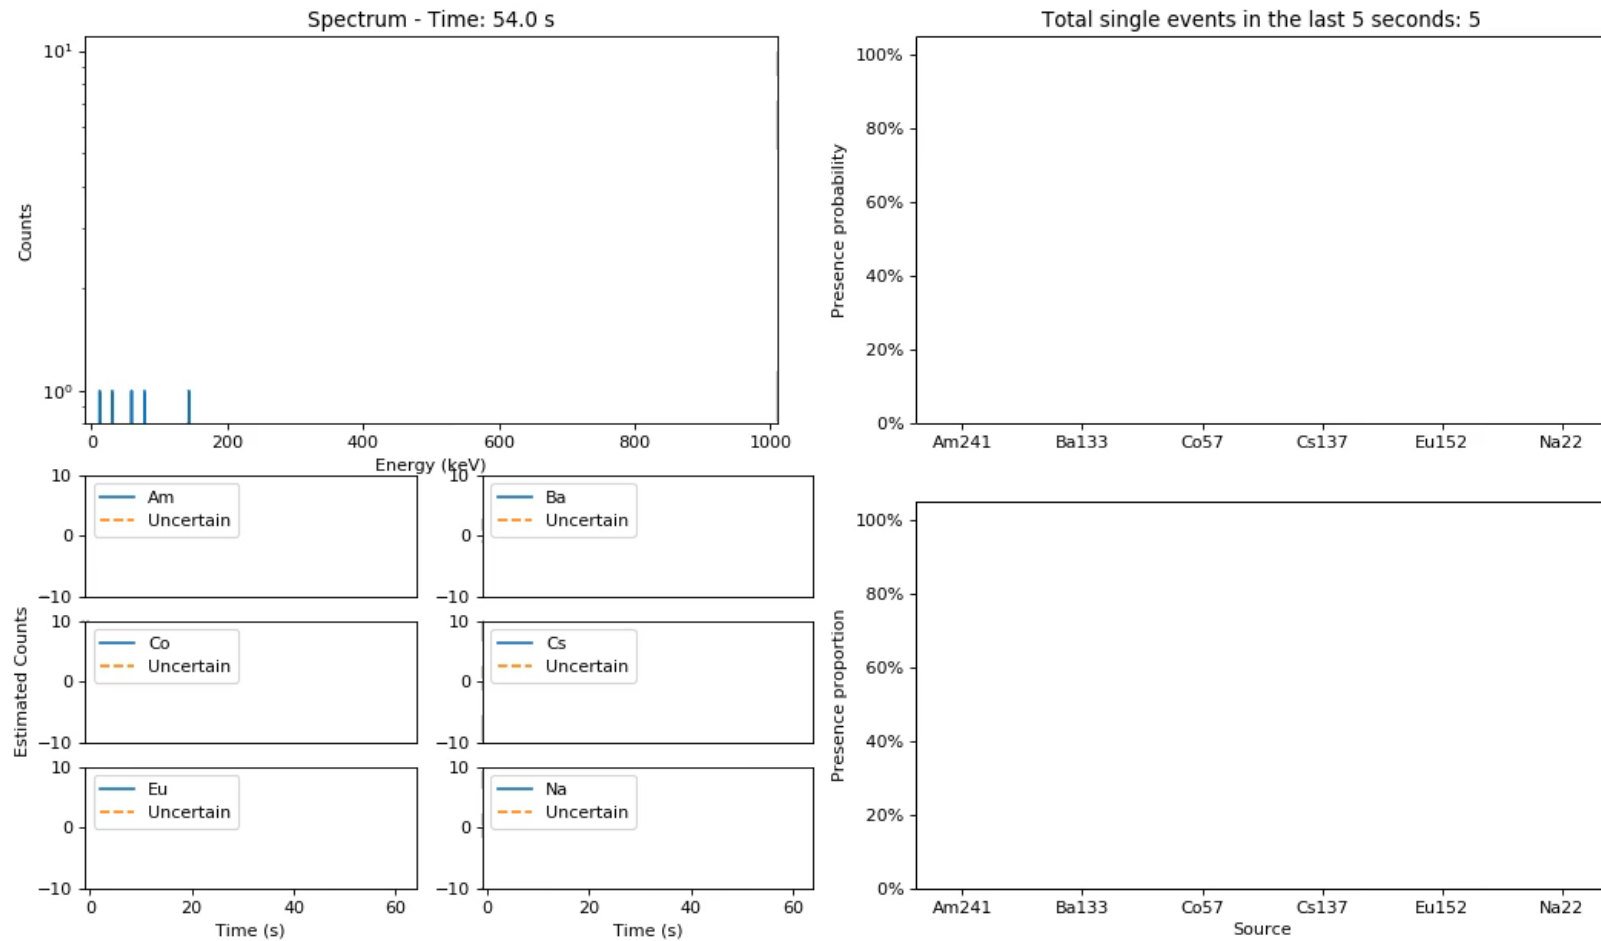 Spectrum - Time: 54.0 s
10¹
10⁰
Counts
0 200 400 600 800 1000
Energy (keV)
Total single events in the last 5 seconds: 5
100%
80%
60%
40%
20%
0%
Presence probability
Am241 Ba133 Co57 Cs137 Eu152 Na22
10
0
−10
Am
Uncertain
10
0
−10
Ba
Uncertain
Estimated Counts
10
0
−10
Co
Uncertain
10
0
−10
Cs
Uncertain
10
0
−10
Eu
Uncertain
0 20 40 60
Time (s)
10
0
−10
Na
Uncertain
0 20 40 60
Time (s)
100%
80%
60%
40%
20%
0%
Presence proportion
Am241 Ba133 Co57 Cs137 Eu152 Na22
Source